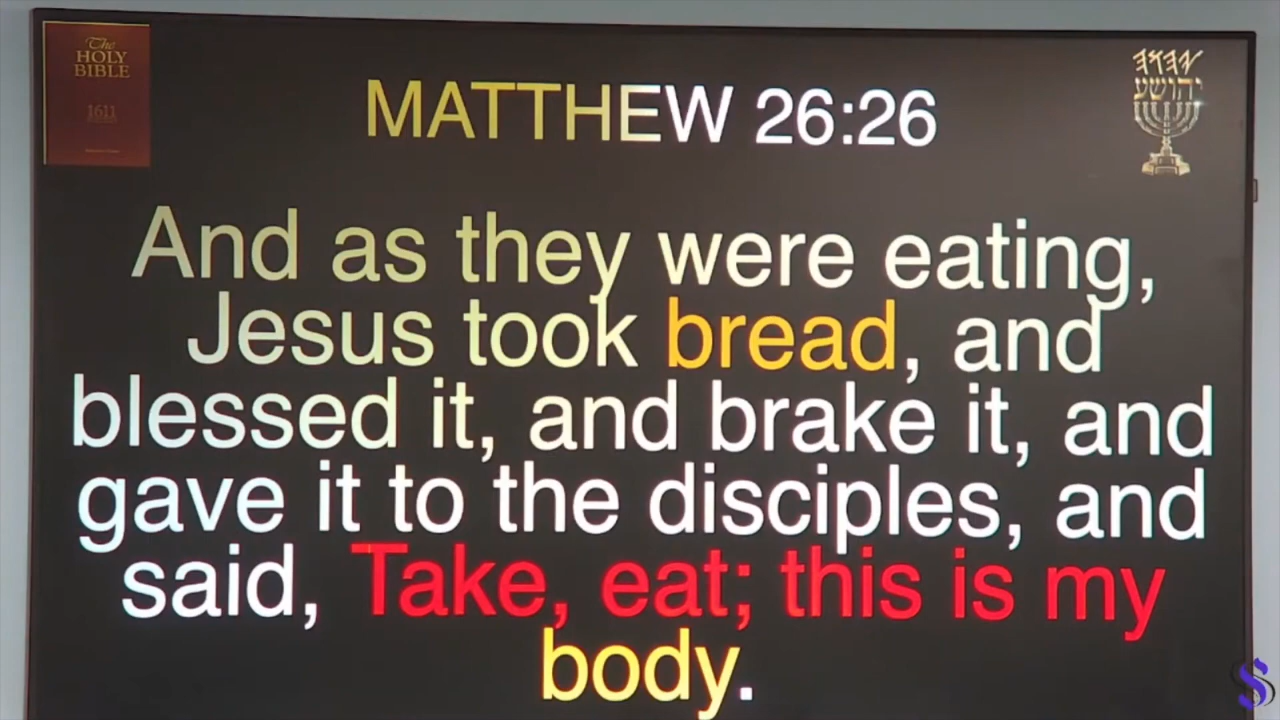 The
HOLY
BIBLE
1611
MATTHEW 26:26
יהושע
And as they were eating,
Jesus took bread, and
blessed it, and brake it, and
gave it to the disciples, and
said, Take, eat; this is my
body.
S